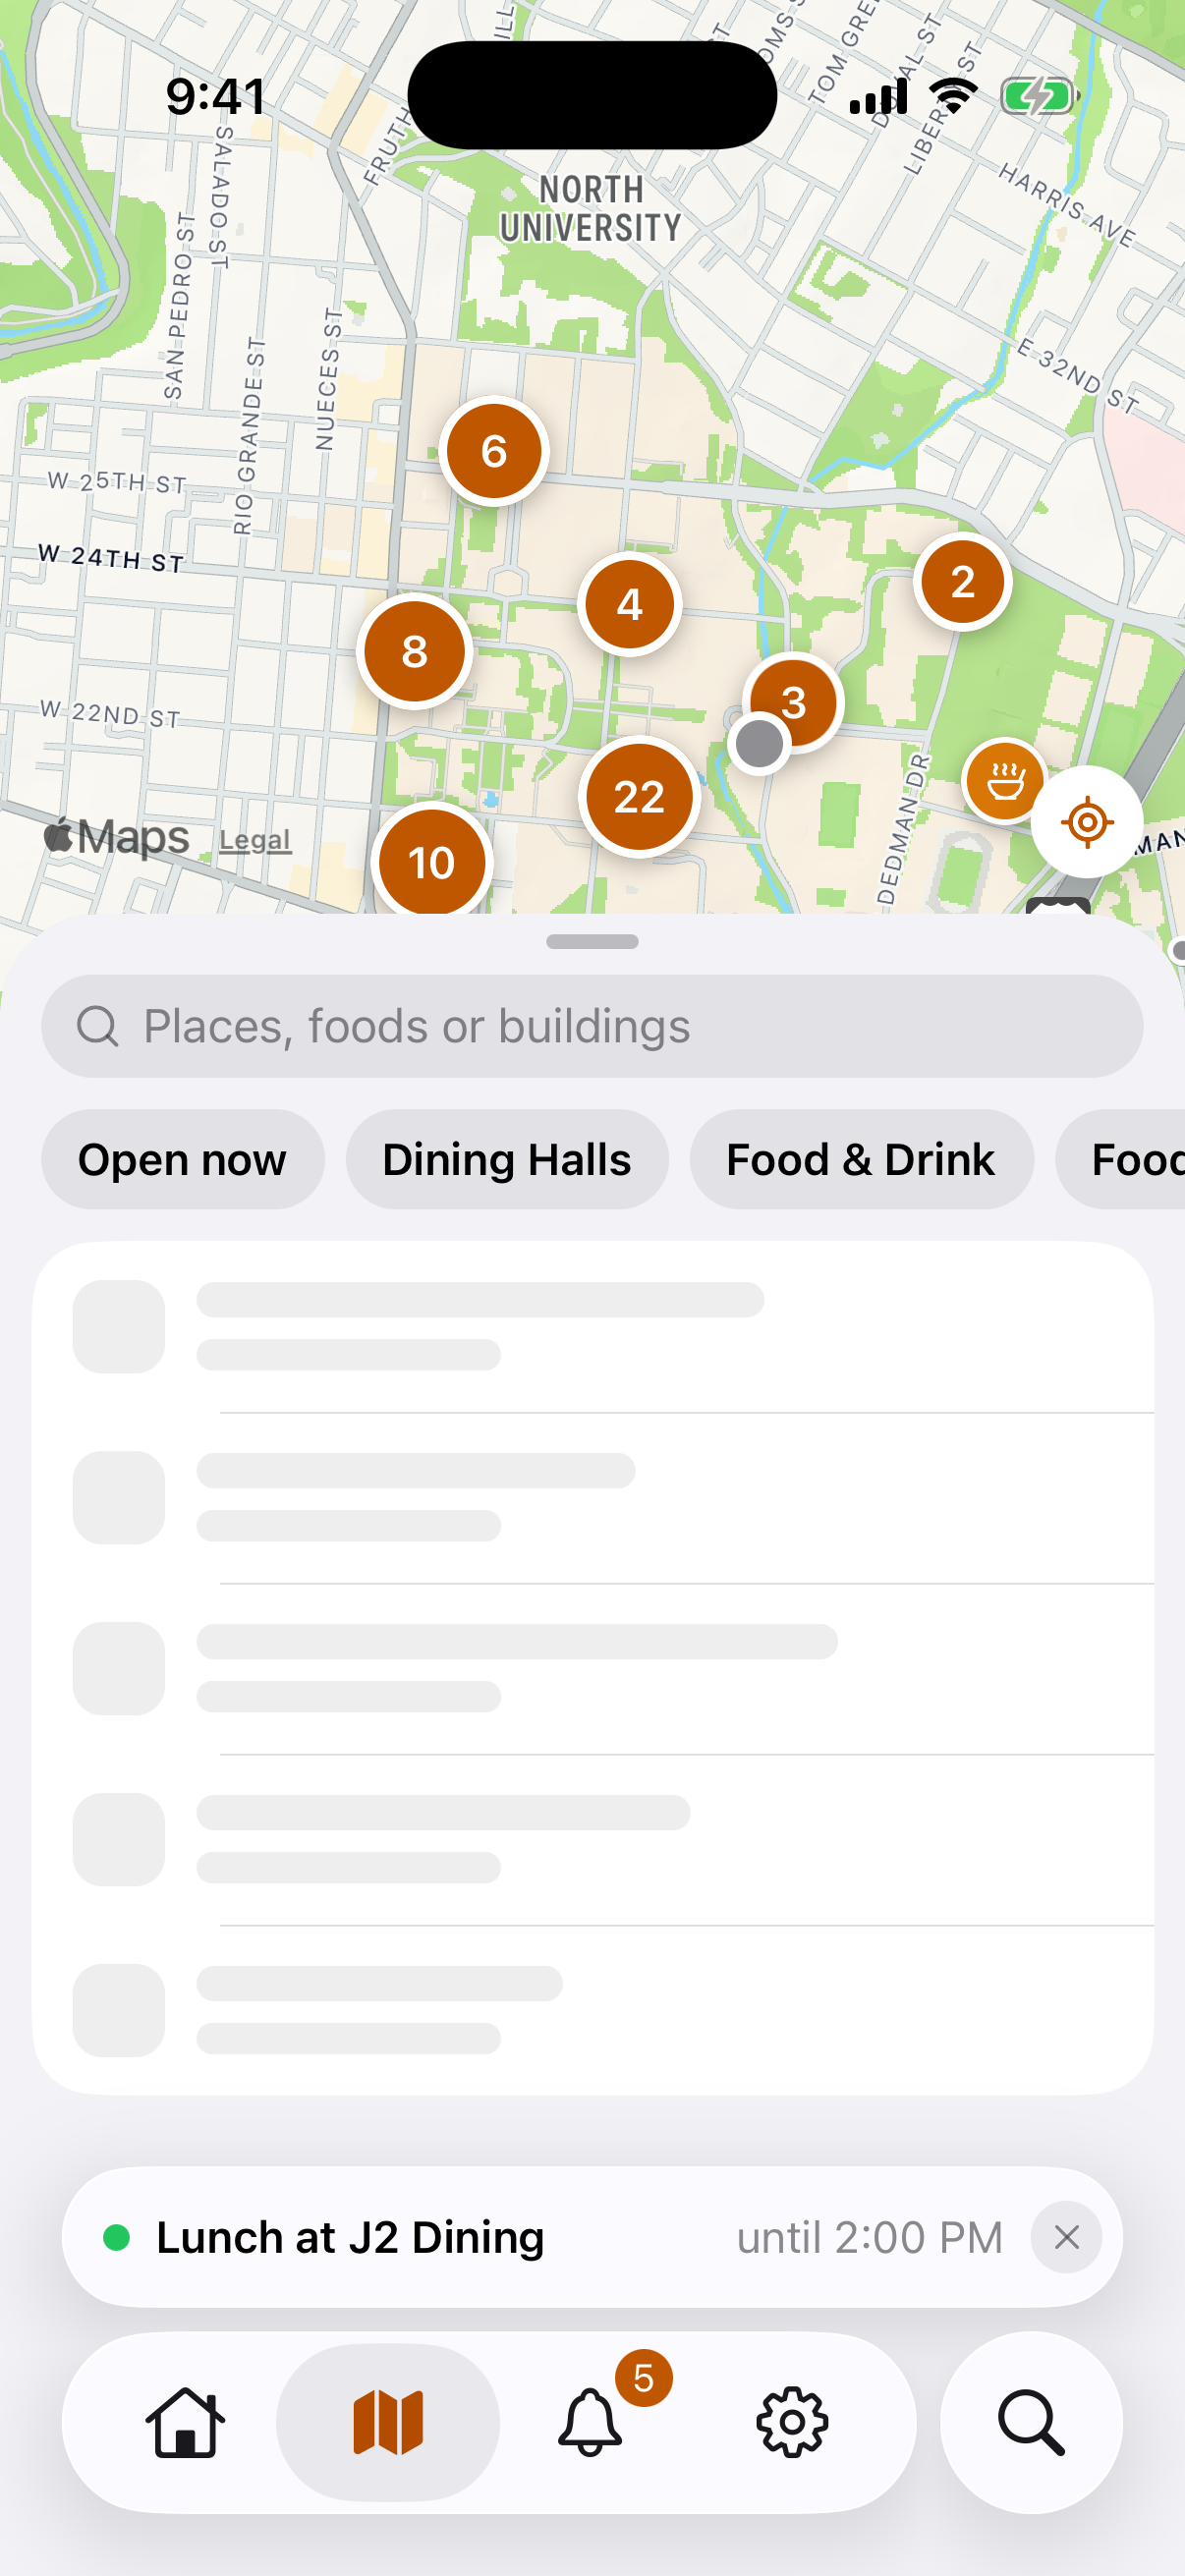 9:41
NORTH
UNIVERSITY
HARRIS AVE
SALADO ST
SAN PEDRO ST
NUECES ST
RIO GRANDE ST
E 32ND ST
W 25TH ST
W 24TH ST
W 22ND ST
DEDMAN DR
6
4
2
8
3
22
10
Maps
Legal
Places, foods or buildings
Open now
Dining Halls
Food & Drink
Food
Lunch at J2 Dining
until 2:00 PM
5